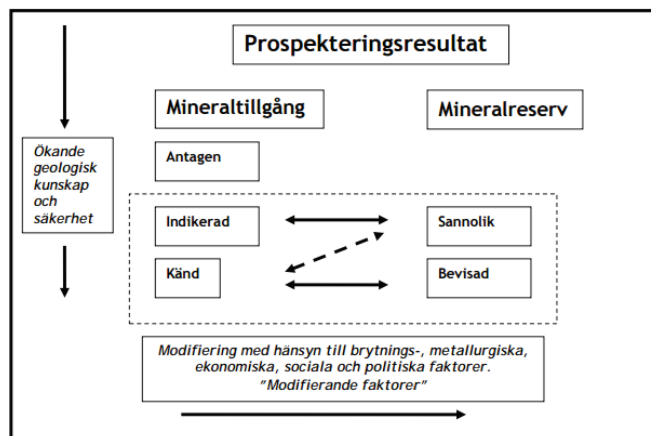 Prospekteringsresultat
Mineraltillgång
Mineralreserv
Antagen
Ökande
geologisk
kunskap
och
säkerhet
Indikerad
Sannolik
Känd
Bevisad
Modifiering med hänsyn till brytnings-, metallurgiska,
ekonomiska, sociala och politiska faktorer.
"Modifierande faktorer"